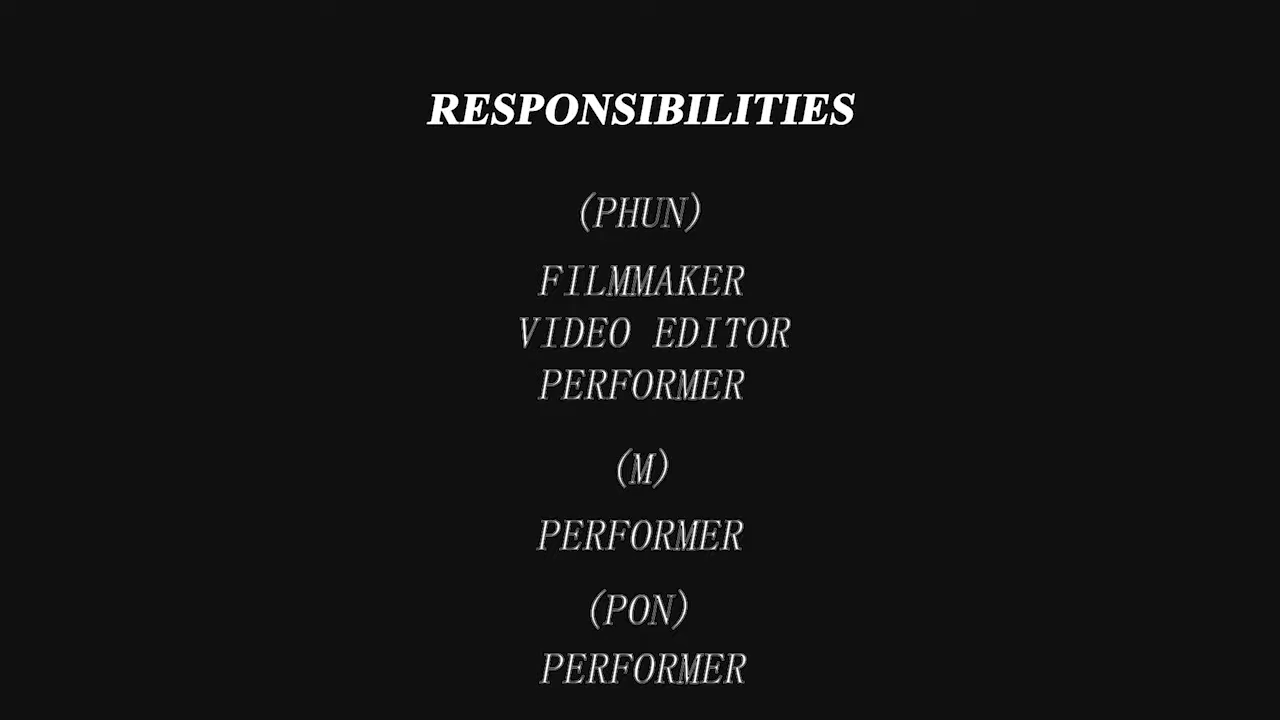 RESPONSIBILITIES
(PHUN)
FILMMAKER
VIDEO EDITOR
PERFORMER
(M)
PERFORMER
(PON)
PERFORMER